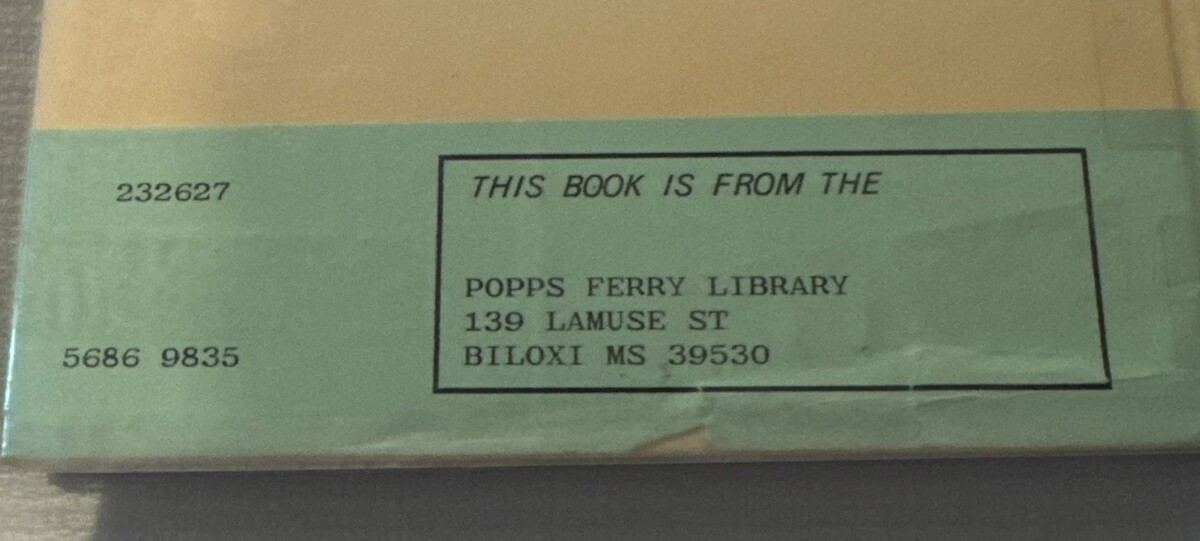 232627
THIS BOOK IS FROM THE
POPPS FERRY LIBRARY
139 LAMUSE ST
BILOXI MS 39530
5686 9835